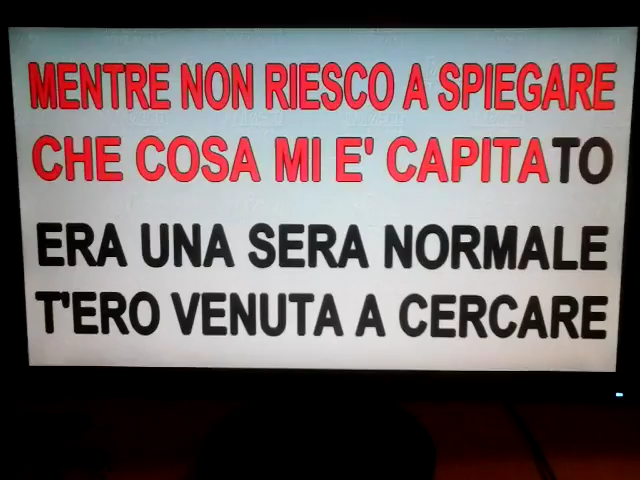 MENTRE NON RIESCO A SPIEGARE
CHE COSA MI E' CAPITATO
ERA UNA SERA NORMALE
T'ERO VENUTA A CERCARE